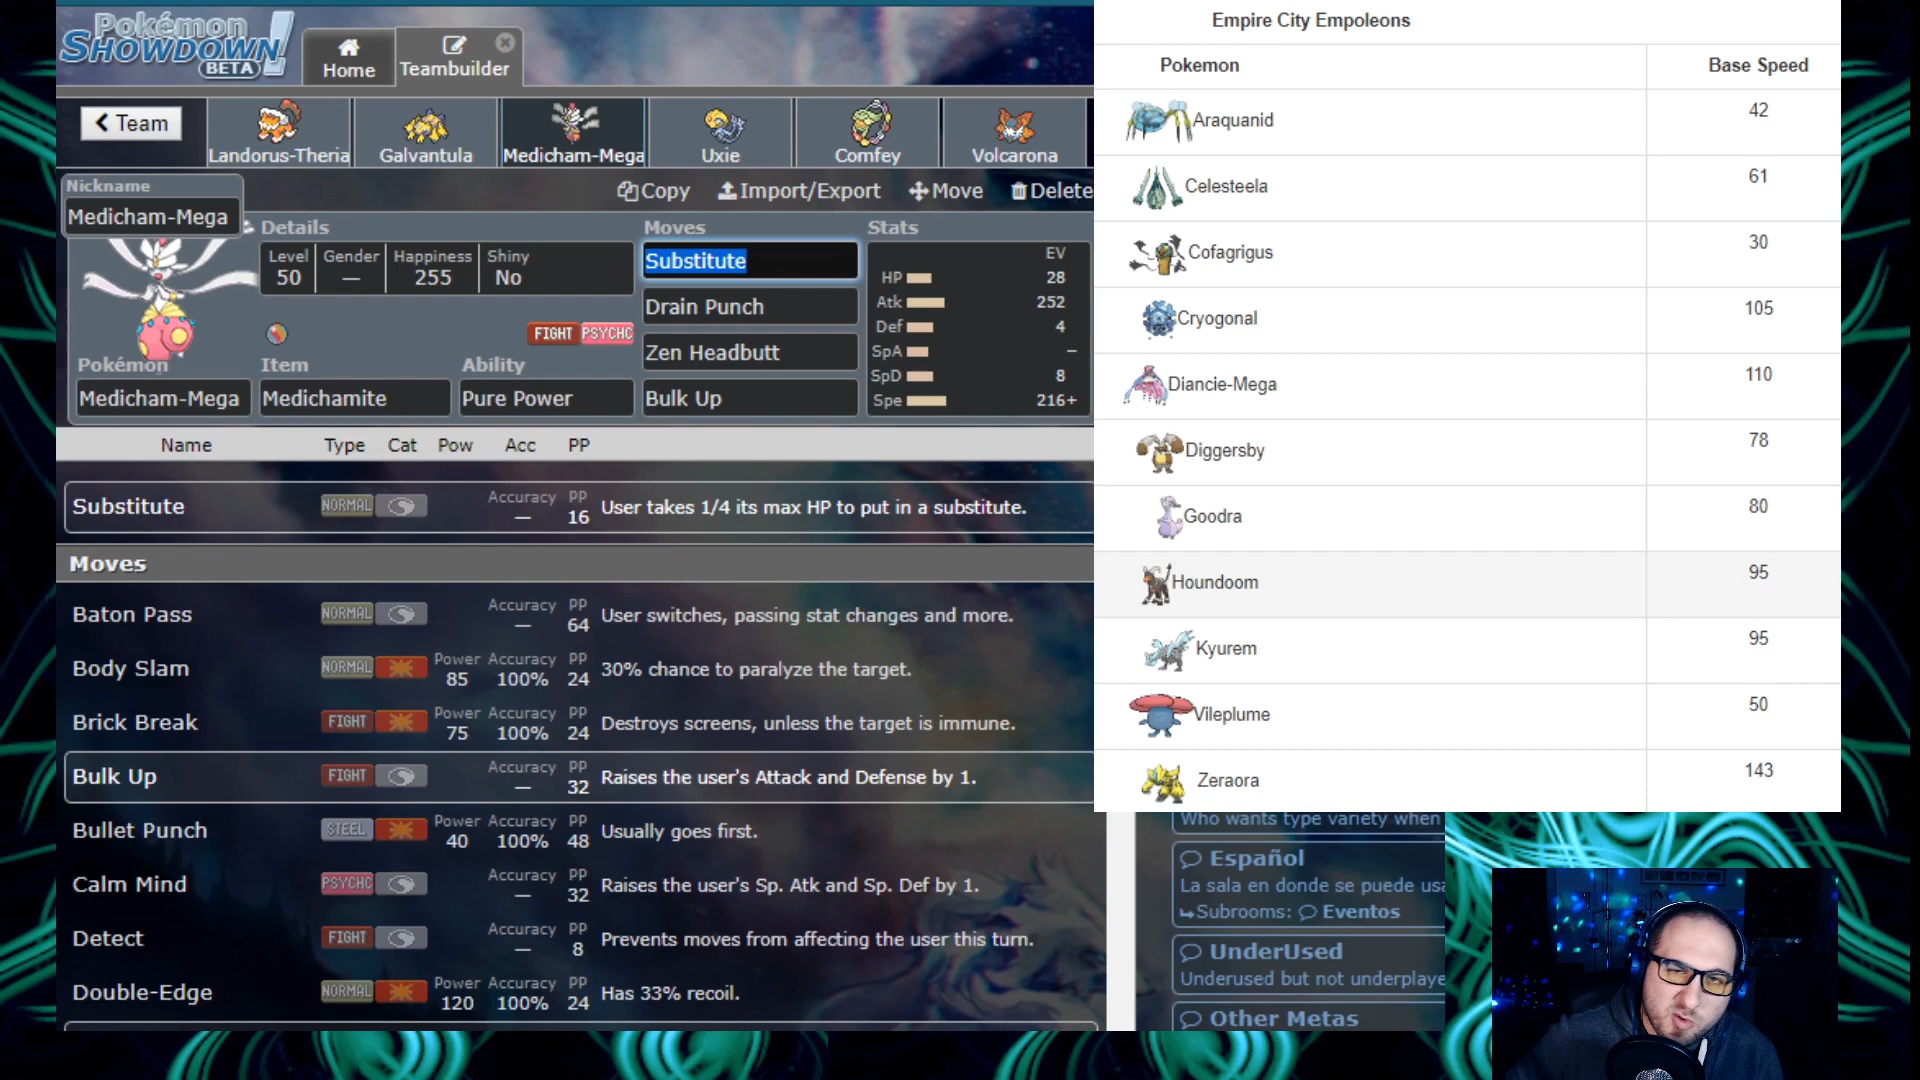 Pokémon
SHOWDOWN!
BETA
Home
Teambuilder
Team
Landorus-Theria
Galvantula
Medicham-Mega
Uxie
Comfey
Volcarona
Nickname
Medicham-Mega
Copy
Import/Export
Move
Delete
Details
Level
50
Gender
—
Happiness
255
Shiny
No
FIGHT
PSYCHC
Pokémon
Medicham-Mega
Item
Medichamite
Ability
Pure Power
Moves
Substitute
Drain Punch
Zen Headbutt
Bulk Up
Stats
EV
HP 28
Atk 252
Def 4
SpA –
SpD 8
Spe 216+
Name Type Cat Pow Acc PP
Substitute NORMAL Accuracy — PP 16 User takes 1/4 its max HP to put in a substitute.
Moves
Baton Pass NORMAL Accuracy — PP 64 User switches, passing stat changes and more.
Body Slam NORMAL Power 85 Accuracy 100% PP 24 30% chance to paralyze the target.
Brick Break FIGHT Power 75 Accuracy 100% PP 24 Destroys screens, unless the target is immune.
Bulk Up FIGHT Accuracy — PP 32 Raises the user's Attack and Defense by 1.
Bullet Punch STEEL Power 40 Accuracy 100% PP 48 Usually goes first.
Calm Mind PSYCHC Accuracy — PP 32 Raises the user's Sp. Atk and Sp. Def by 1.
Detect FIGHT Accuracy — PP 8 Prevents moves from affecting the user this turn.
Double-Edge NORMAL Power 120 Accuracy 100% PP 24 Has 33% recoil.
Empire City Empoleons
Pokemon Base Speed
Araquanid 42
Celesteela 61
Cofagrigus 30
Cryogonal 105
Diancie-Mega 110
Diggersby 78
Goodra 80
Houndoom 95
Kyurem 95
Vileplume 50
Zeraora 143
Who wants type variety when
Español
La sala en donde se puede usa
Subrooms: Eventos
UnderUsed
Underused but not underplaye
Other Metas